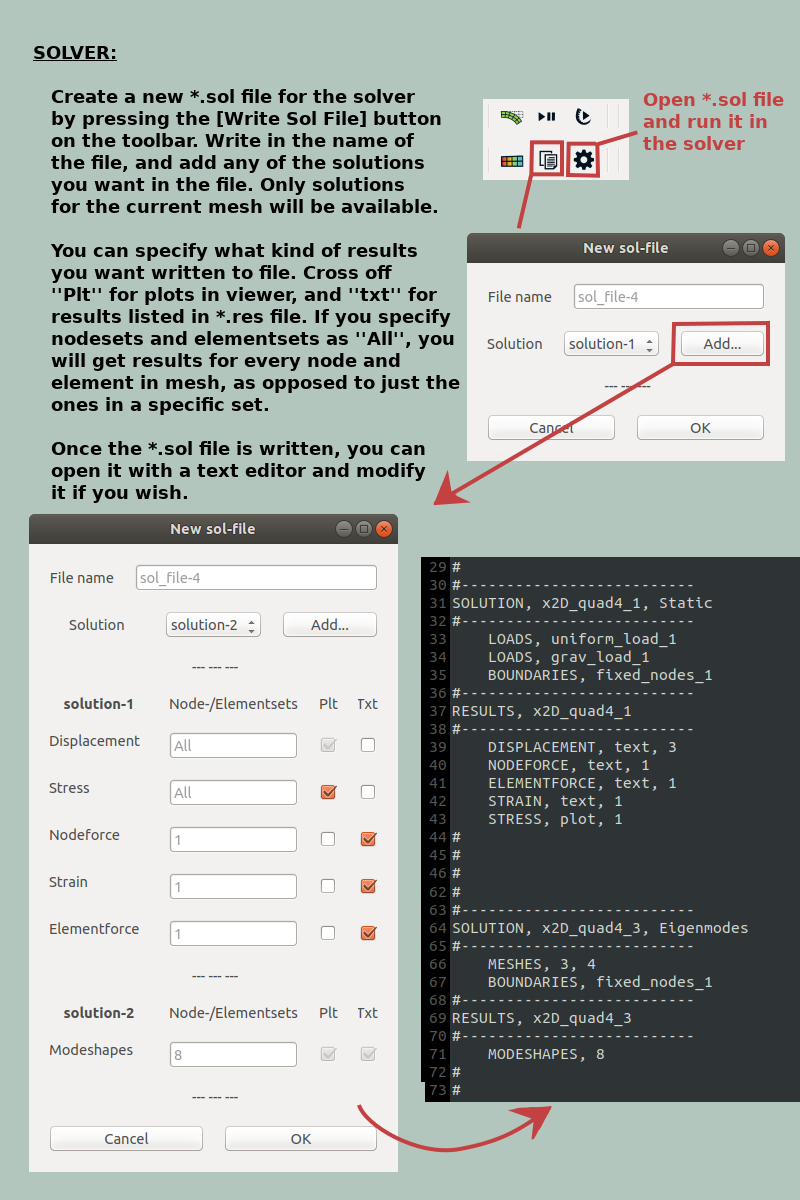 SOLVER:
Create a new *.sol file for the solver
by pressing the [Write Sol File] button
on the toolbar. Write in the name of
the file, and add any of the solutions
you want in the file. Only solutions
for the current mesh will be available.
You can specify what kind of results
you want written to file. Cross off
''Plt'' for plots in viewer, and ''txt'' for
results listed in *.res file. If you specify
nodesets and elementsets as ''All'', you
will get results for every node and
element in mesh, as opposed to just the
ones in a specific set.
Once the *.sol file is written, you can
open it with a text editor and modify
it if you wish.
Open *.sol file
and run it in
the solver
New sol-file
File name sol_file-4
Solution solution-1 Add...
--- --- ---
Cancel OK
New sol-file
File name sol_file-4
Solution solution-2 Add...
--- --- ---
solution-1 Node-/Elementsets Plt Txt
Displacement All
Stress All
Nodeforce 1
Strain 1
Elementforce 1
--- --- ---
solution-2 Node-/Elementsets Plt Txt
Modeshapes 8
--- --- ---
Cancel OK
29 #
30 #--------------------------
31 SOLUTION, x2D_quad4_1, Static
32 #--------------------------
33     LOADS, uniform_load_1
34     LOADS, grav_load_1
35     BOUNDARIES, fixed_nodes_1
36 #--------------------------
37 RESULTS, x2D_quad4_1
38 #--------------------------
39     DISPLACEMENT, text, 3
40     NODEFORCE, text, 1
41     ELEMENTFORCE, text, 1
42     STRAIN, text, 1
43     STRESS, plot, 1
44 #
45 #
46 #
62 #
63 #--------------------------
64 SOLUTION, x2D_quad4_3, Eigenmodes
65 #--------------------------
66     MESHES, 3, 4
67     BOUNDARIES, fixed_nodes_1
68 #--------------------------
69 RESULTS, x2D_quad4_3
70 #--------------------------
71     MODESHAPES, 8
72 #
73 #